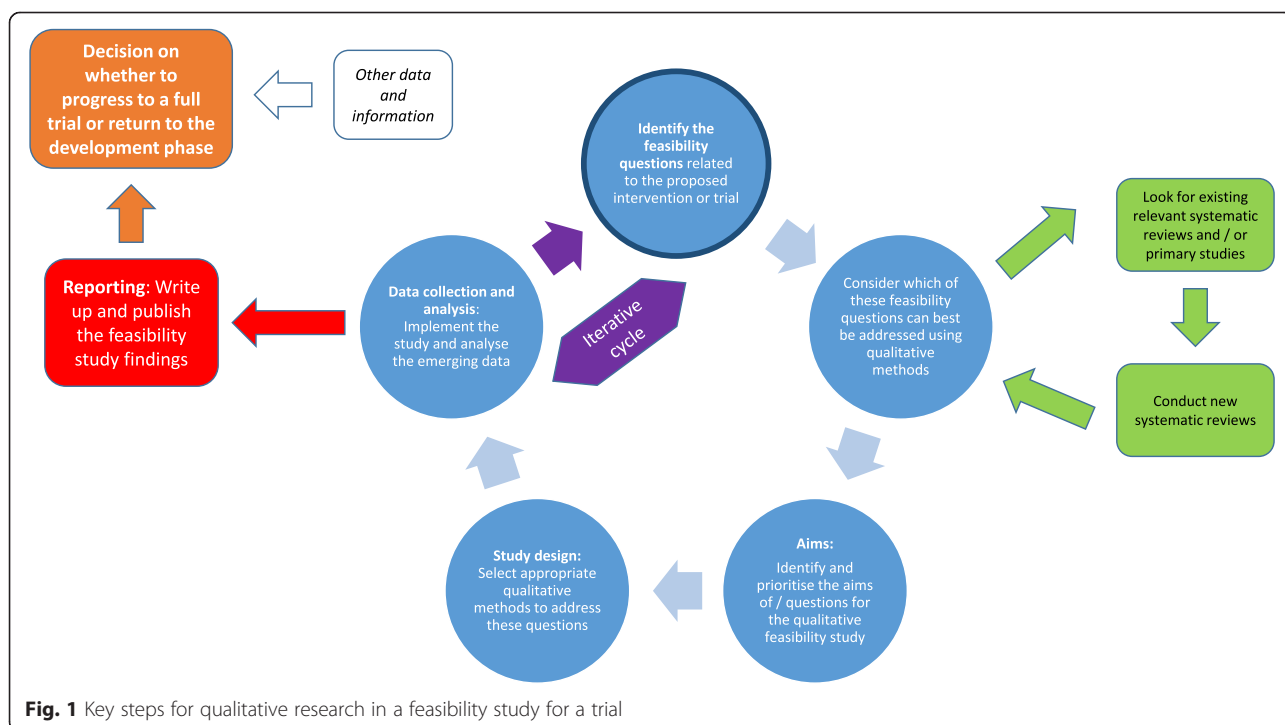 Decision on
whether to
progress to a full
trial or return to the
development phase
Other data
and
information
Identify the
feasibility
questions related
to the proposed
intervention or trial
Look for existing
relevant systematic
reviews and / or
primary studies
Reporting: Write
up and publish
the feasibility
study findings
Data collection and
analysis:
Implement the
study and analyse
the emerging data
Iterative
cycle
Consider which of
these feasibility
questions can best
be addressed using
qualitative
methods
Conduct new
systematic reviews
Study design:
Select appropriate
qualitative
methods to address
these questions
Aims:
Identify and
prioritise the aims
of / questions for
the qualitative
feasibility study
Fig. 1 Key steps for qualitative research in a feasibility study for a trial